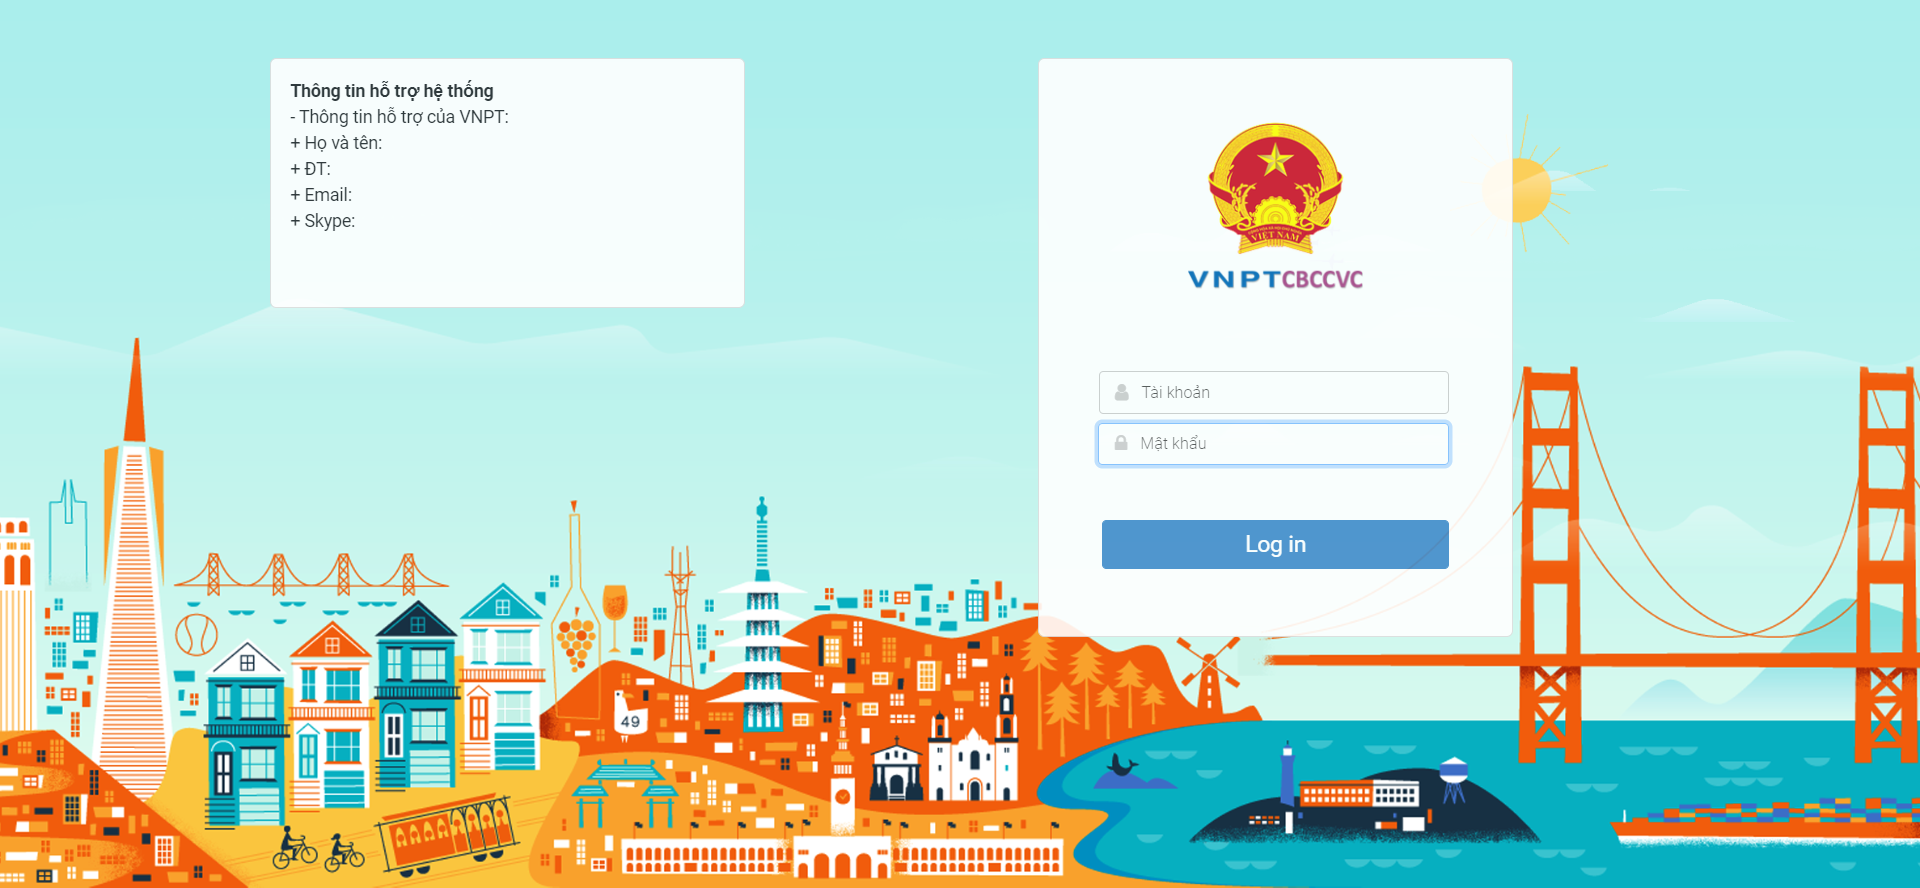 Thông tin hỗ trợ hệ thống
- Thông tin hỗ trợ của VNPT:
+ Họ và tên:
+ ĐT:
+ Email:
+ Skype:
VIỆT NAM
VNPTCBCCVC
Tài khoản
Mật khẩu
Log in
49